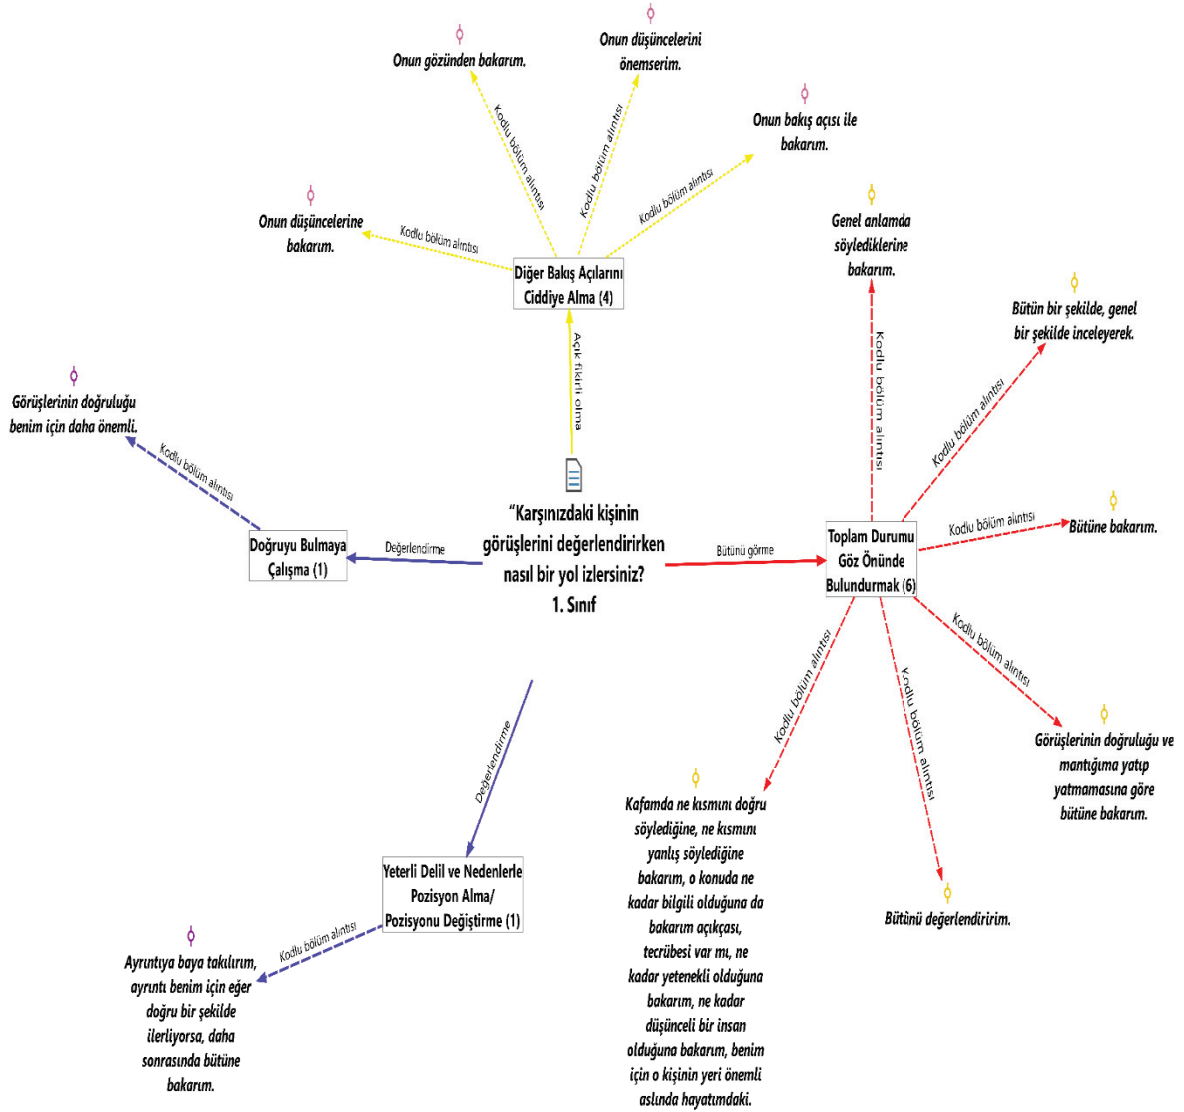 Onun gözünden bakarım.
Onun düşüncelerini
önemserim.
Onun bakış açısı ile
bakarım.
Onun düşüncelerine
bakarım.
Kodlu bölüm alıntısı
Kodlu bölüm alıntısı
Kodlu bölüm alıntısı
Kodlu bölüm alıntısı
Diğer Bakış Açılarını
Ciddiye Alma (4)
Açık fikirli olma
Genel anlamda
söylediklerine
bakarım.
Bütün bir şekilde, genel
bir şekilde inceleyerek.
Kodlu bölüm alıntısı
Kodlu bölüm alıntısı
Görüşlerinin doğruluğu
benim için daha önemli.
Kodlu bölüm alıntısı
Doğruyu Bulmaya
Çalışma (1)
Değerlendirme
“Karşınızdaki kişinin
görüşlerini değerlendirirken
nasıl bir yol izlersiniz?
1. Sınıf
Bütünü görme
Toplam Durumu
Göz Önünde
Bulundurmak (6)
Kodlu bölüm alıntısı
Bütüne bakarım.
Kodlu bölüm alıntısı
Görüşlerinin doğruluğu ve
mantığıma yatıp
yatmamasına göre
bütüne bakarım.
Kodlu bölüm alıntısı
Bütünü değerlendiririm.
Kodlu bölüm alıntısı
Kafamda ne kısmını doğru
söylediğine, ne kısmını
yanlış söylediğine
bakarım, o konuda ne
kadar bilgili olduğuna da
bakarım açıkçası,
tecrübesi var mı, ne
kadar yetenekli olduğuna
bakarım, ne kadar
düşünceli bir insan
olduğuna bakarım, benim
için o kişinin yeri önemli
aslında hayatımdaki.
Değerlendirme
Yeterli Delil ve Nedenlerle
Pozisyon Alma/
Pozisyonu Değiştirme (1)
Kodlu bölüm alıntısı
Ayrıntıya baya takılırım,
ayrıntı benim için eğer
doğru bir şekilde
ilerliyorsa, daha
sonrasında bütüne
bakarım.